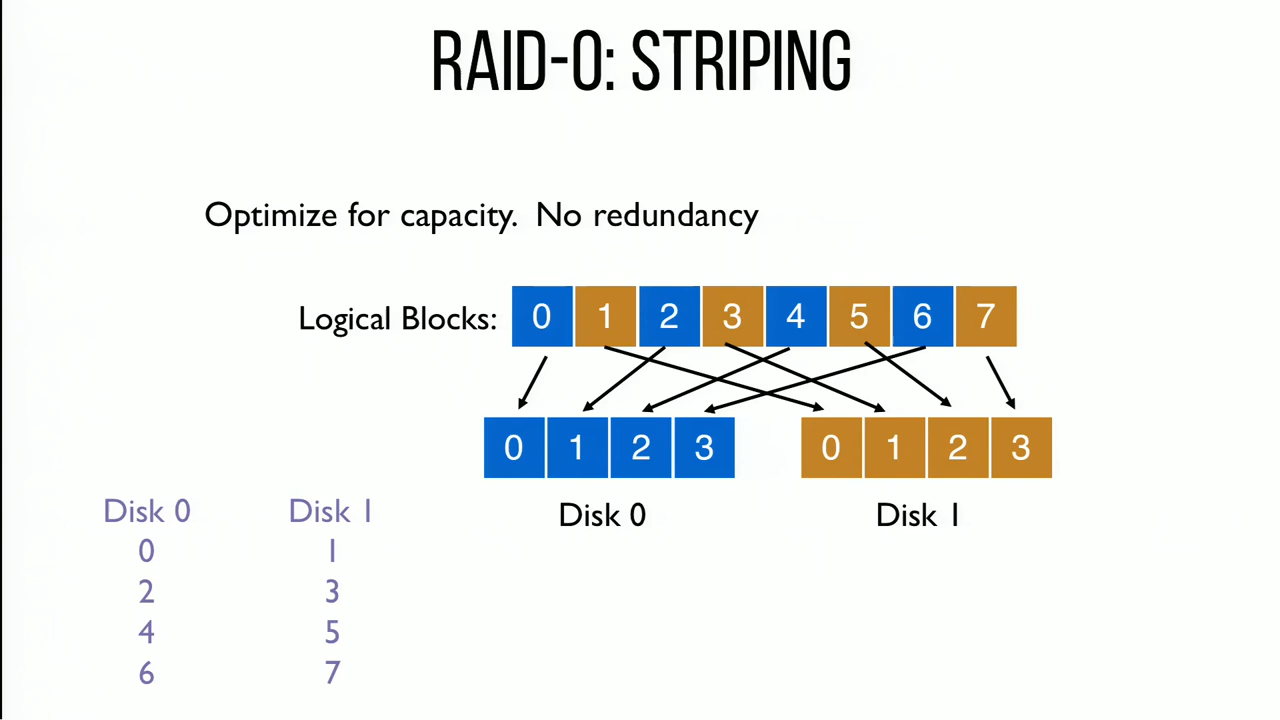 RAID-0: STRIPING
Optimize for capacity. No redundancy
Logical Blocks: 0 1 2 3 4 5 6 7
0 1 2 3 0 1 2 3
Disk 0 Disk 1
Disk 0 Disk 1
0 1
2 3
4 5
6 7